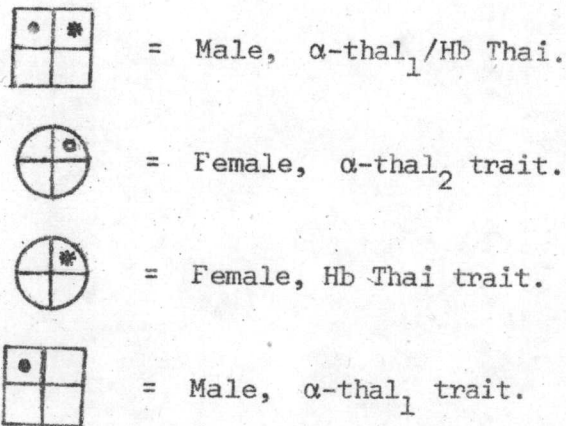 = Male, α-thal₁/Hb Thai.
= Female, α-thal₂ trait.
= Female, Hb Thai trait.
= Male, α-thal₁ trait.